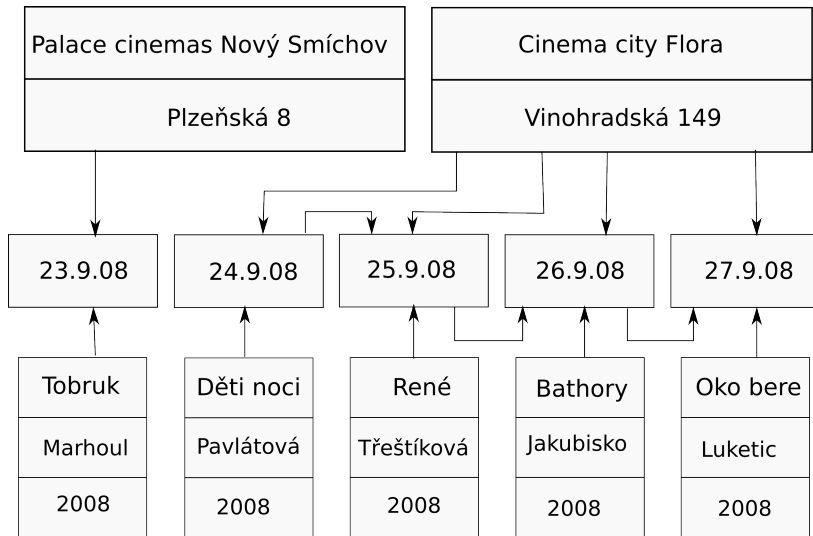 Palace cinemas Nový Smíchov
Plzeňská 8
Cinema city Flora
Vinohradská 149
23.9.08
24.9.08
25.9.08
26.9.08
27.9.08
Tobruk
Marhoul
2008
Děti noci
Pavlátová
2008
René
Třeštíková
2008
Bathory
Jakubisko
2008
Oko bere
Luketic
2008